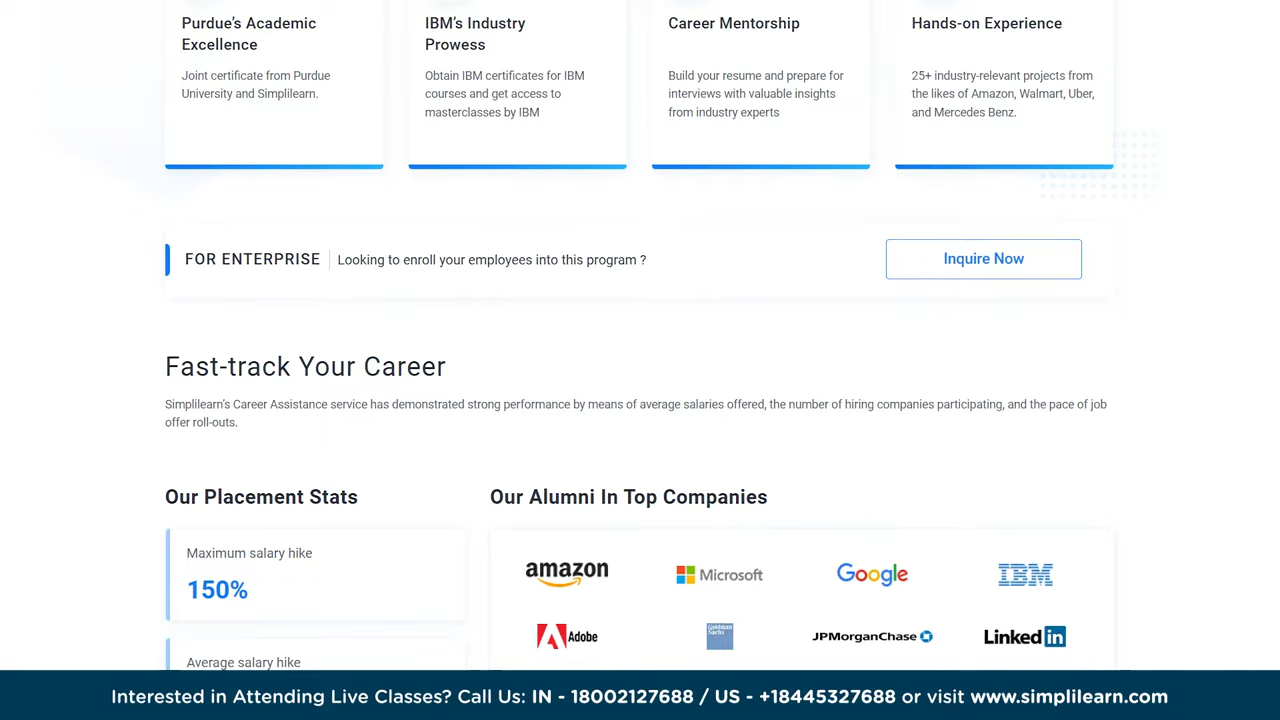 Purdue's Academic
Excellence
Joint certificate from Purdue
University and Simplilearn.
IBM's Industry
Prowess
Obtain IBM certificates for IBM
courses and get access to
masterclasses by IBM
Career Mentorship
Build your resume and prepare for
interviews with valuable insights
from industry experts
Hands-on Experience
25+ industry-relevant projects from
the likes of Amazon, Walmart, Uber,
and Mercedes Benz.
FOR ENTERPRISE Looking to enroll your employees into this program ?
Inquire Now
Fast-track Your Career
Simplilearn's Career Assistance service has demonstrated strong performance by means of average salaries offered, the number of hiring companies participating, and the pace of job
offer roll-outs.
Our Placement Stats
Maximum salary hike
150%
Average salary hike
Our Alumni In Top Companies
amazon Microsoft Google IBM
Adobe Goldman Sachs JPMORGANCHASE Linked in
Interested in Attending Live Classes? Call Us: IN - 18002127688 / US - +18445327688 or visit www.simplilearn.com